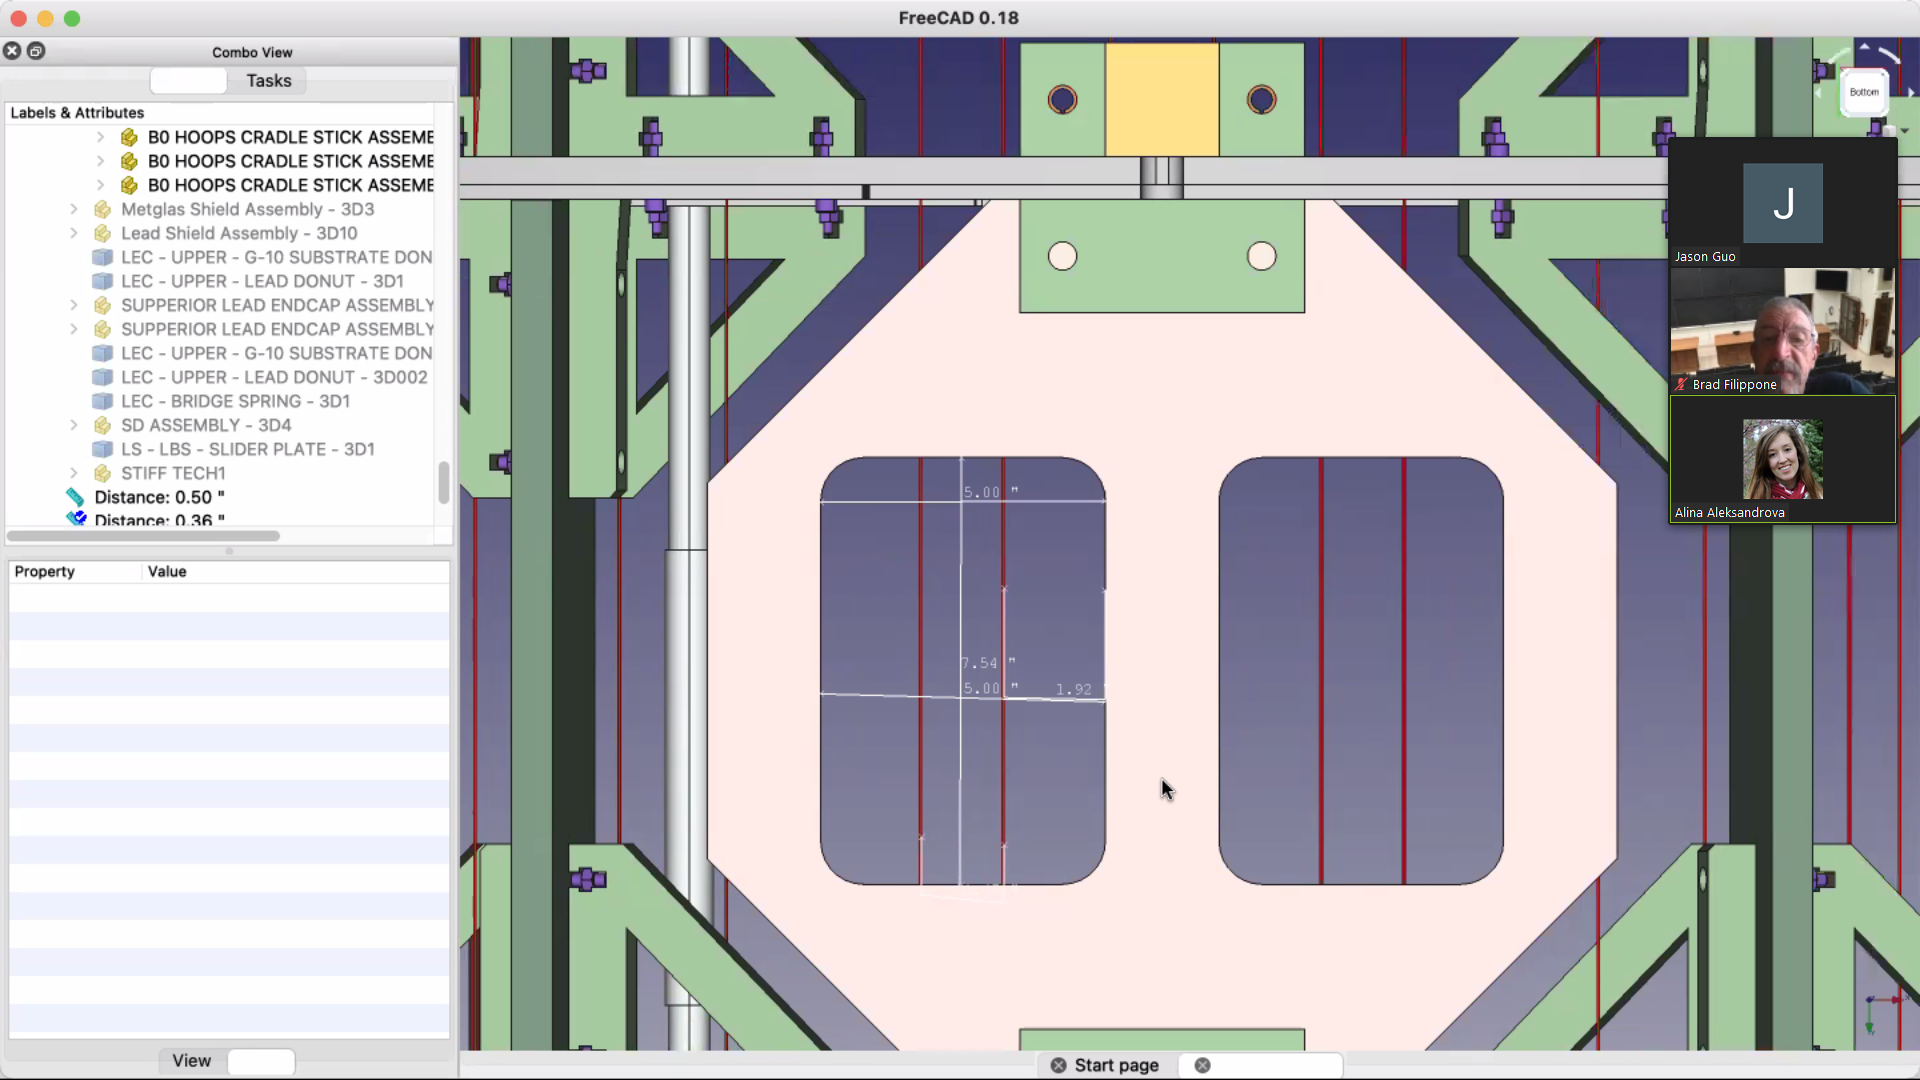 FreeCAD 0.18
Combo View
Tasks
Labels & Attributes
B0 HOOPS CRADLE STICK ASSEME
B0 HOOPS CRADLE STICK ASSEME
B0 HOOPS CRADLE STICK ASSEME
Metglas Shield Assembly - 3D3
Lead Shield Assembly - 3D10
LEC - UPPER - G-10 SUBSTRATE DON
LEC - UPPER - LEAD DONUT - 3D1
SUPPERIOR LEAD ENDCAP ASSEMBLY
SUPPERIOR LEAD ENDCAP ASSEMBLY
LEC - UPPER - G-10 SUBSTRATE DON
LEC - UPPER - LEAD DONUT - 3D002
LEC - BRIDGE SPRING - 3D1
SD ASSEMBLY - 3D4
LS - LBS - SLIDER PLATE - 3D1
STIFF TECH1
Distance: 0.50 "
Distance: 0.36 "
Property Value
View
5.00 "
7.54 "
5.00 " 1.92
Bottom
J
Jason Guo
Brad Filippone
Alina Aleksandrova
Start page